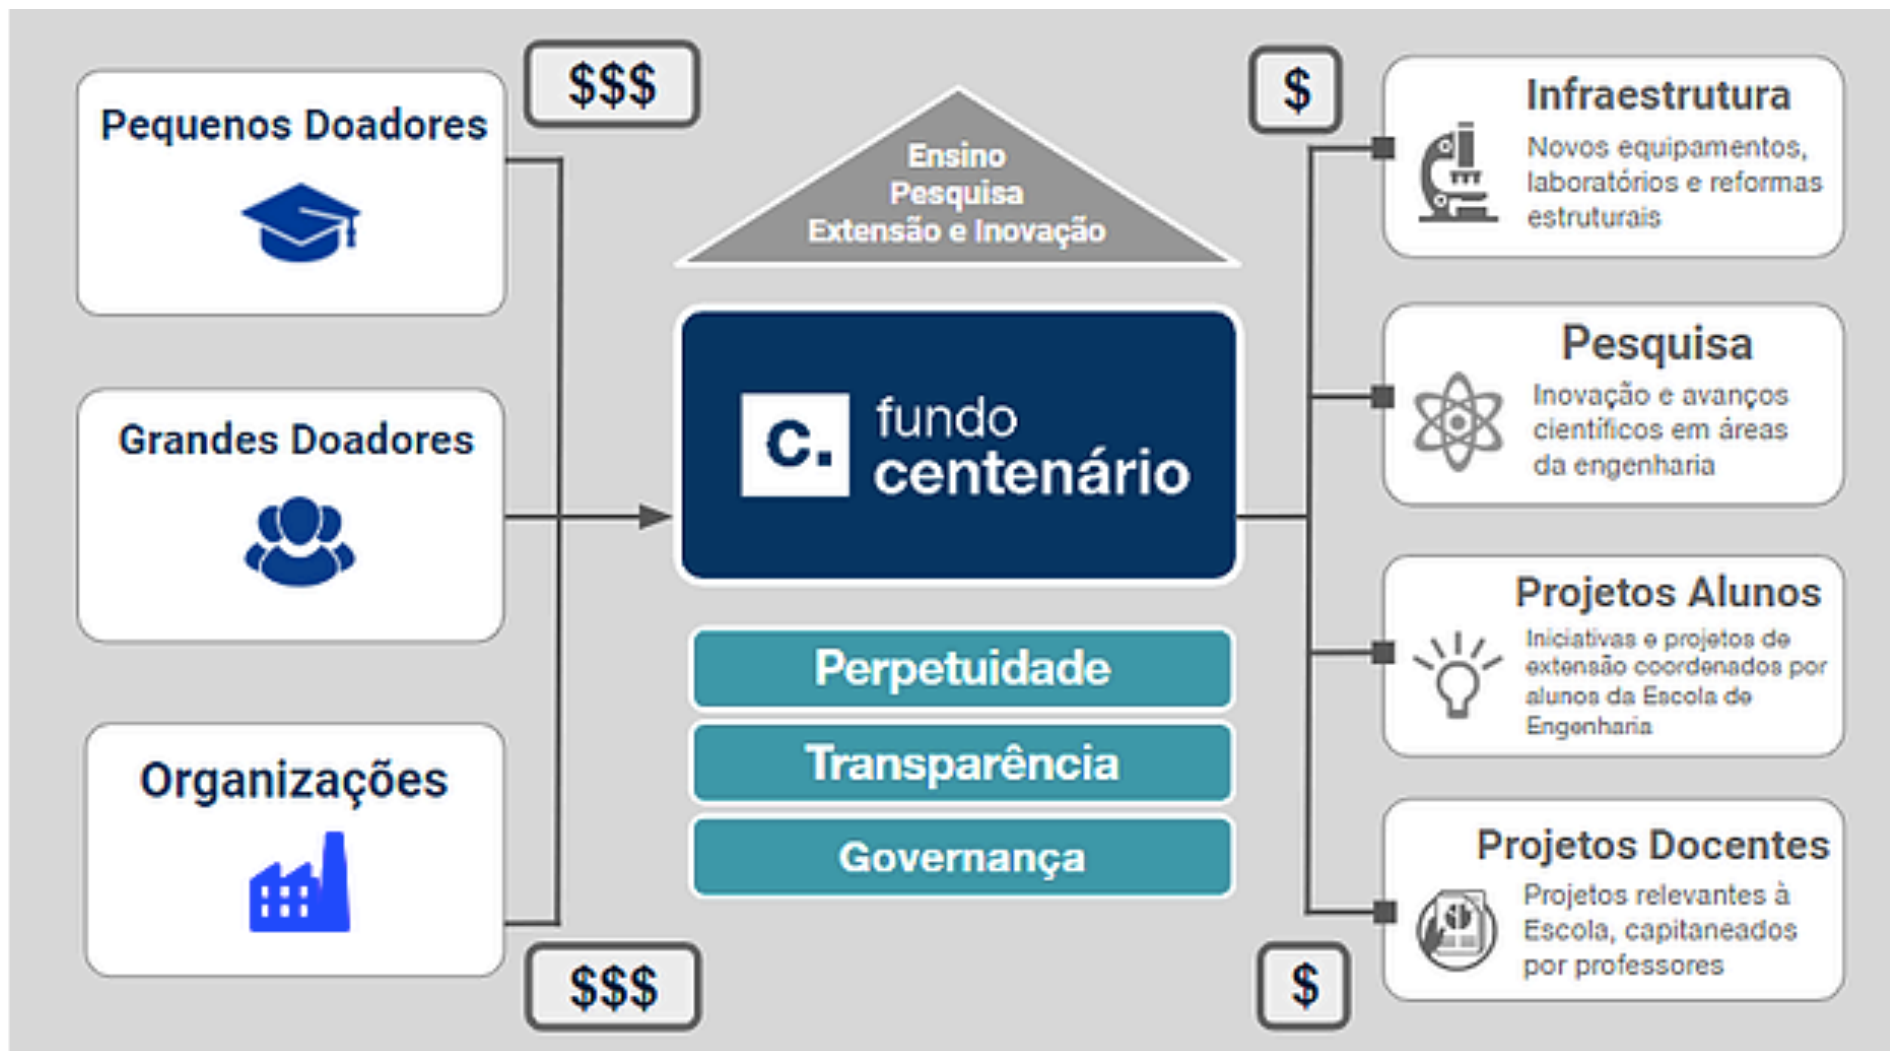 $$$
Pequenos Doadores
Grandes Doadores
Organizações
$$$
Ensino
Pesquisa
Extensão e Inovação
c.
fundo
centenário
Perpetuidade
Transparência
Governança
$
Infraestrutura
Novos equipamentos,
laboratórios e reformas
estruturais
Pesquisa
Inovação e avanços
científicos em áreas
da engenharia
Projetos Alunos
Iniciativas e projetos de
extensão coordenados por
alunos da Escola de
Engenharia
Projetos Docentes
Projetos relevantes à
Escola, capitaneados
por professores
$